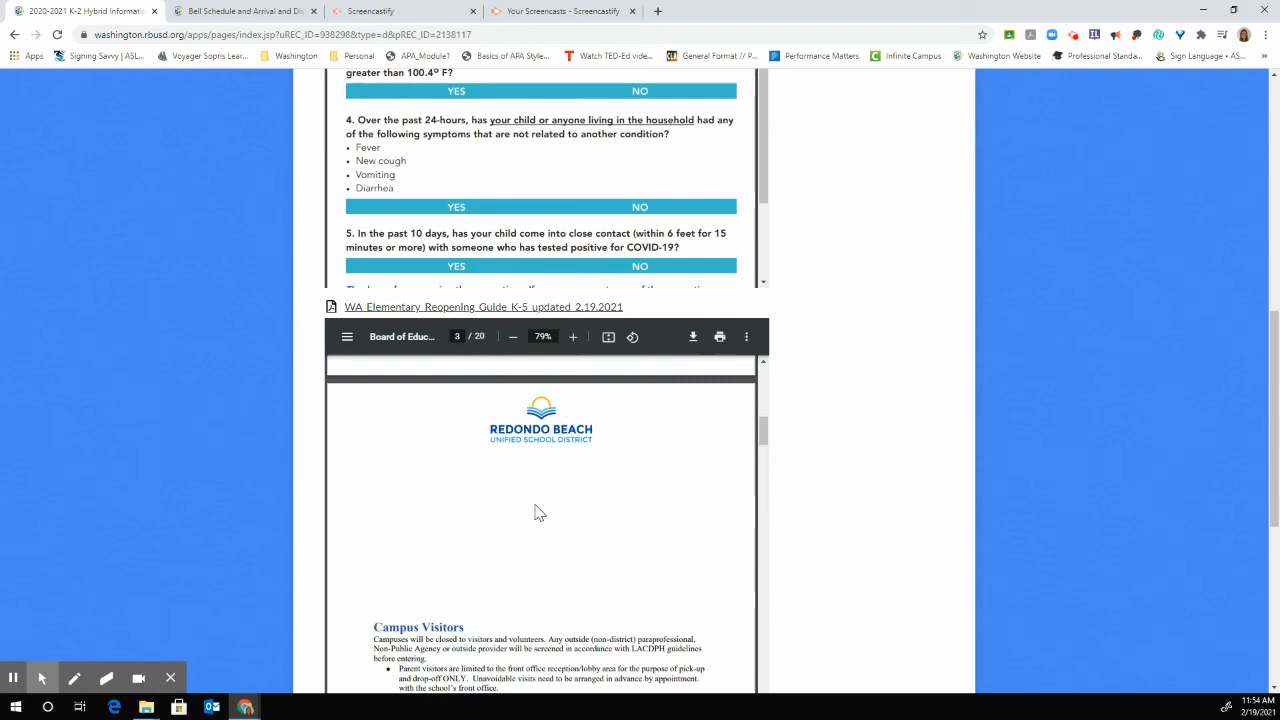 2020-2021 K-2 Hybrid Informati
Bell Schedule and Arrival and Dis
Screencastify
Your Screencasts - Screencastify
washington.rbusd.org/apps/pages/index.jsp?uREC_ID=938298&type=d&pREC_ID=2138117
Apps
Signing Savvy | ASL...
Washington
Voyager Sopris Lear...
Personal
APA_Module1
Basics of APA Style...
Watch TED-Ed vide...
General Format // P...
Performance Matters
Infinite Campus
Washington Website
Professional Standa...
Sign Language • AS...
greater than 100.4º F?
YES NO
4. Over the past 24-hours, has your child or anyone living in the household had any
of the following symptoms that are not related to another condition?
• Fever
• New cough
• Vomiting
• Diarrhea
YES NO
5. In the past 10 days, has your child come into close contact (within 6 feet for 15
minutes or more) with someone who has tested positive for COVID-19?
YES NO
WA Elementary Reopening Guide K-5 updated 2.19.2021
Board of Educ... 3 / 20 79%
REDONDO BEACH
UNIFIED SCHOOL DISTRICT
Campus Visitors
Campuses will be closed to visitors and volunteers. Any outside (non-district) paraprofessional,
Non-Public Agency or outside provider will be screened in accordance with LACDPH guidelines
before entering.
• Parent visitors are limited to the front office reception/lobby area for the purpose of pick-up
and drop-off ONLY. Unavoidable visits need to be arranged in advance by appointment.
with the school's front office.
11:54 AM
2/19/2021